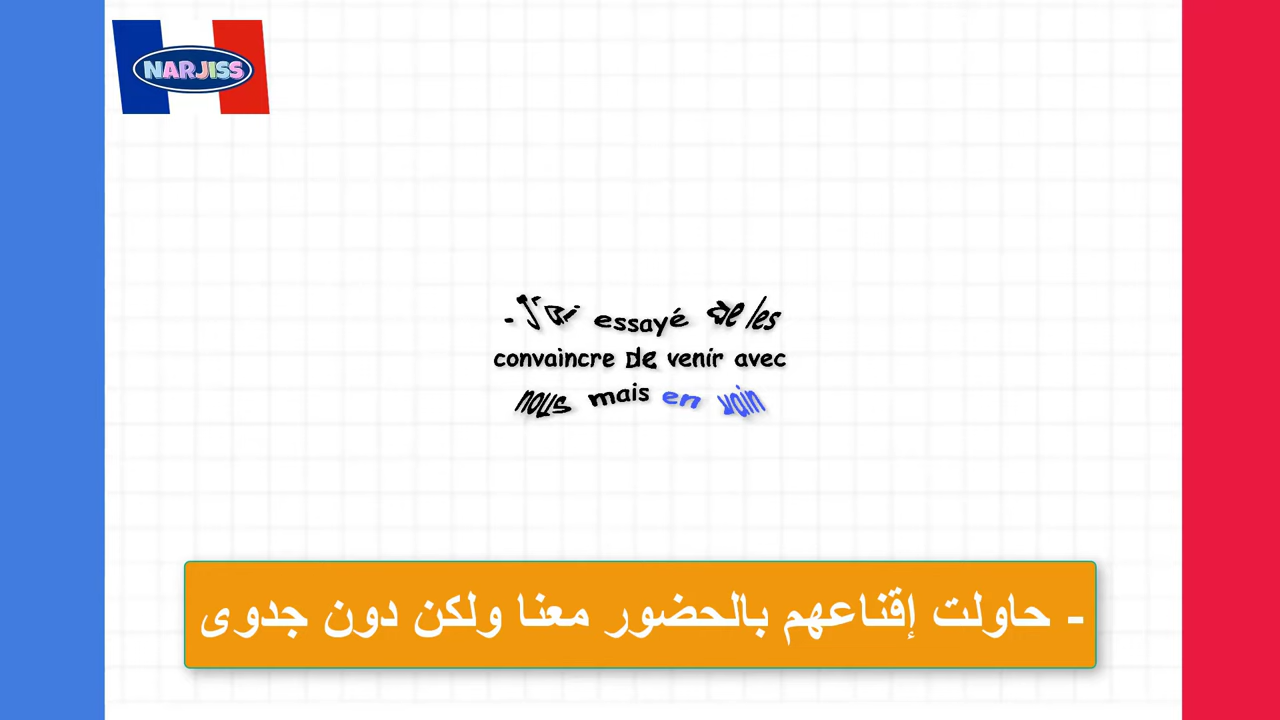 NARJISS
- J'ai essayé de les
convaincre de venir avec
nous mais en vain
- حاولت إقناعهم بالحضور معنا ولكن دون جدوى